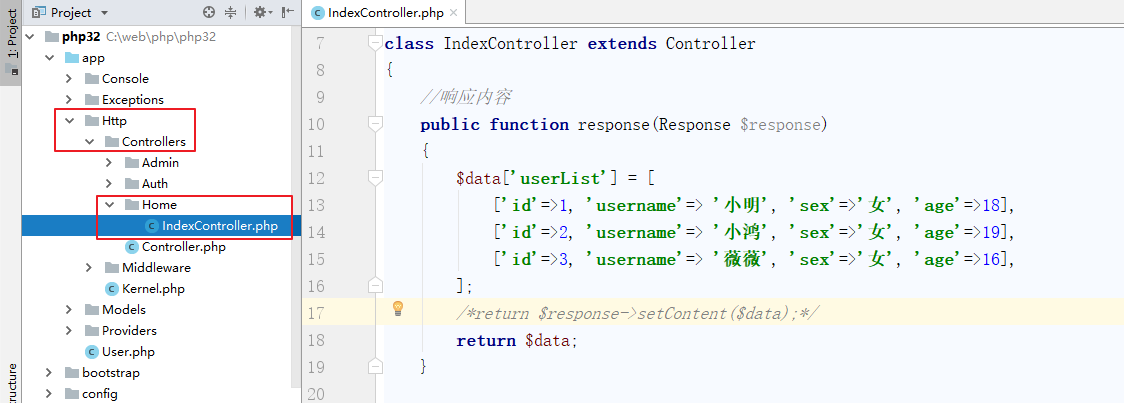 Project
IndexController.php
1: Project
php32 C:\web\php\php32
app
Console
Exceptions
Http
Controllers
Admin
Auth
Home
IndexController.php
Controller.php
Middleware
Kernel.php
Models
Providers
User.php
bootstrap
config
ructure
7 class IndexController extends Controller
8 {
9 //响应内容
10 public function response(Response $response)
11 {
12 $data['userList'] = [
13 ['id'=>1, 'username'=> '小明', 'sex'=>'女', 'age'=>18],
14 ['id'=>2, 'username'=> '小鸿', 'sex'=>'女', 'age'=>19],
15 ['id'=>3, 'username'=> '薇薇', 'sex'=>'女', 'age'=>16],
16 ];
17 /*return $response->setContent($data);*/
18 return $data;
19 }
20